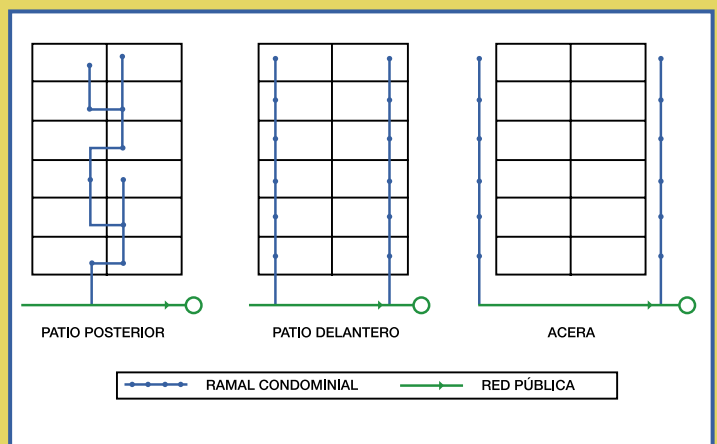 PATIO POSTERIOR
PATIO DELANTERO
ACERA
RAMAL CONDOMINIAL
RED PÚBLICA